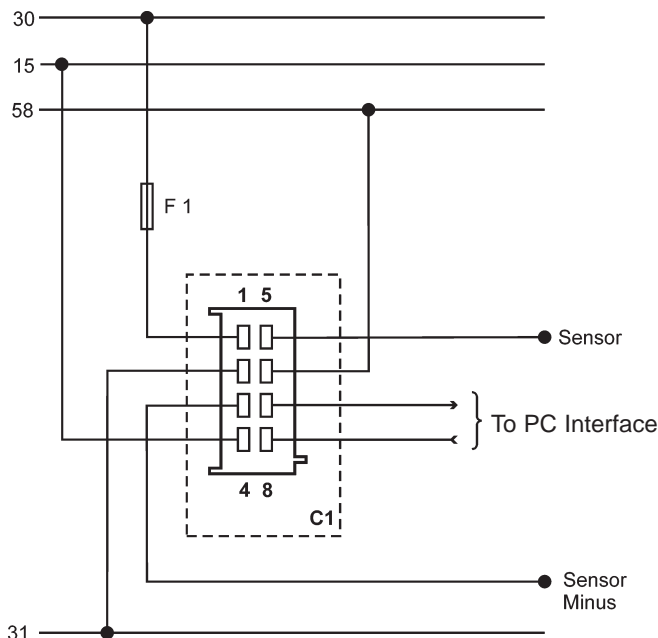 30
15
58
F 1
1 5
Sensor
To PC Interface
4 8
C1
Sensor
Minus
31